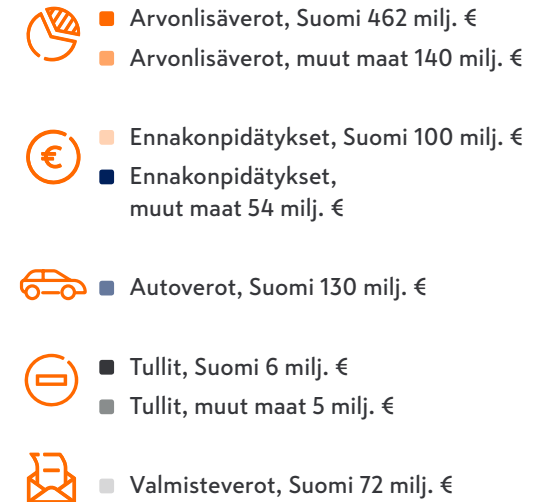 Arvonlisäverot, Suomi 462 milj. €
Arvonlisäverot, muut maat 140 milj. €
€
Ennakonpidätykset, Suomi 100 milj. €
Ennakonpidätykset,
muut maat 54 milj. €
Autoverot, Suomi 130 milj. €
Tullit, Suomi 6 milj. €
Tullit, muut maat 5 milj. €
Valmisteverot, Suomi 72 milj. €